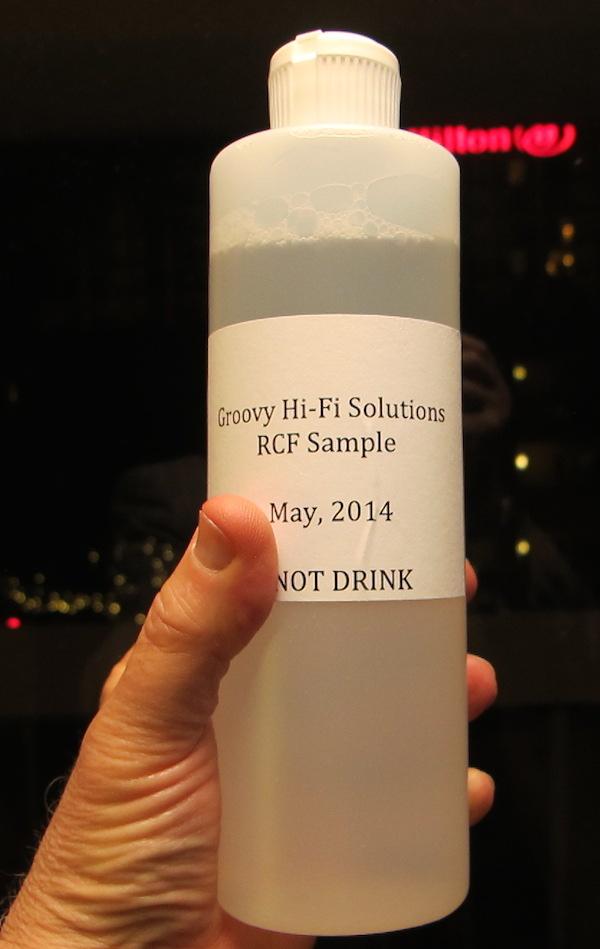 Hilton
Groovy Hi-Fi Solutions
RCF Sample
May, 2014
NOT DRINK